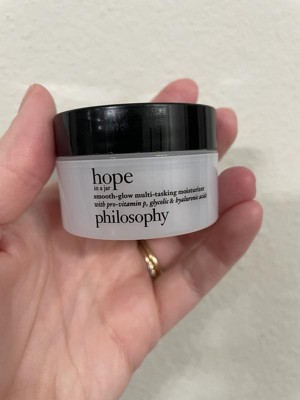 hope
in a jar
smooth-glow multi-tasking moisturizer
with pro-vitamin p, glycolic & hyaluronic acids
philosophy